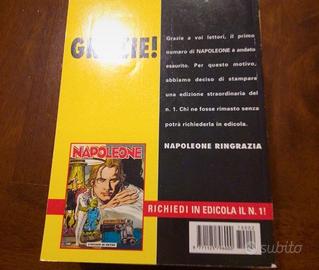 GRAZIE!
Grazie a voi lettori, il primo
numero di NAPOLEONE è andato
esaurito. Per questo motivo,
abbiamo deciso di stampare
una edizione straordinaria del
n. 1. Chi ne fosse rimasto senza
potrà richiederla in edicola.
NAPOLEONE RINGRAZIA
NAPOLEONE
RICHIEDI IN EDICOLA IL N. 1!
subito